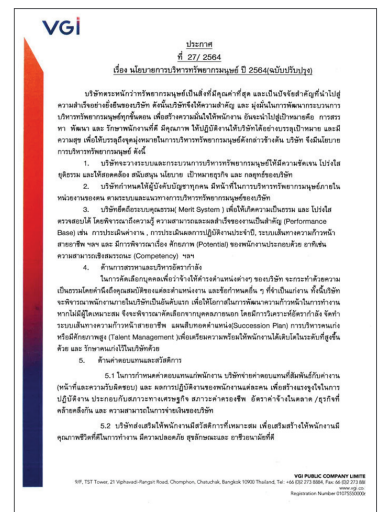 VGI
ประกาศ
ที่ 27/ 2564
เรื่อง นโยบายการบริหารทรัพยากรมนุษย์ ปี 2564(ฉบับปรับปรุง)
บริษัทตระหนักว่าทรัพยากรมนุษย์เป็นสิ่งที่มีคุณค่าที่สุด และเป็นปัจจัยสำคัญที่นำไปสู่
ความสำเร็จอย่างยั่งยืนของบริษัท ดังนั้นบริษัทจึงให้ความสำคัญ และ มุ่งมั่นในการพัฒนากระบวนการ
บริหารทรัพยากรมนุษย์ทุกขั้นตอน เพื่อสร้างความมั่นใจให้พนักงาน อันจะนำไปสู่เป้าหมายคือ การสรร
หา พัฒนา และ รักษาพนักงานที่ดี มีคุณภาพ ให้ปฏิบัติงานให้บริษัทได้อย่างบรรลุเป้าหมาย และมี
ความสุข เพื่อให้บรรลุถึงจุดมุ่งหมายในการบริหารทรัพยากรมนุษย์ดังกล่าวข้างต้น บริษัท จึงมีนโยบาย
การบริหารทรัพยากรมนุษย์ ดังนี้
1. บริษัทจะวางระบบและกระบวนการบริหารทรัพยากรมนุษย์ให้มีความชัดเจน โปร่งใส
ยุติธรรม และให้สอดคล้อง สนับสนุน นโยบาย เป้าหมายธุรกิจ และ กลยุทธ์ของบริษัท
2. บริษัทกำหนดให้ผู้บังคับบัญชาทุกคน มีหน้าที่ในการบริหารทรัพยากรมนุษย์ภายใน
หน่วยงานของตน ตามระบบและแนวทางการบริหารทรัพยากรมนุษย์ของบริษัท
3. บริษัทยึดถือระบบคุณธรรม( Merit System ) เพื่อให้เกิดความเป็นธรรม และ โปร่งใส
ตรวจสอบได้ โดยพิจารณาถึงความรู้ ความสามารถและผลสำเร็จของงานเป็นสำคัญ (Performance
Base) เช่น การประเมินค่างาน , การประเมินผลการปฏิบัติงานประจำปี, ระบบเส้นทางความก้าวหน้า
สายอาชีพ ฯลฯ และ มีการพิจารณาเรื่อง ศักยภาพ (Potential) ของพนักงานประกอบด้วย อาทิเช่น
ความสามารถเชิงสมรรถนะ (Competency) ฯลฯ
4. ด้านการสรรหาและบริหารอัตรากำลัง
ในการคัดเลือกบุคคลเพื่อว่าจ้างให้ดำรงตำแหน่งต่างๆ ของบริษัท จะกระทำด้วยความ
เป็นธรรมโดยคำนึงถึงคุณสมบัติของแต่ละตำแหน่งงาน และข้อกำหนดอื่น ๆ ที่จำเป็นแก่งาน ทั้งนี้บริษัท
จะพิจารณาพนักงานภายในบริษัทเป็นอันดับแรก เพื่อให้โอกาสในการพัฒนาความก้าวหน้าในการทำงาน
หากไม่มีผู้ใดเหมาะสม จึงจะพิจารณาคัดเลือกจากบุคคลภายนอก โดยมีการวิเคราะห์อัตรากำลัง จัดทำ
ระบบเส้นทางความก้าวหน้าสายอาชีพ แผนสืบทอดตำแหน่ง(Succession Plan) การบริหารคนเก่ง
หรือมีศักยภาพสูง (Talent Management )เพื่อเตรียมความพร้อมให้พนักงานได้เติบโตในระดับที่สูงขึ้น
ด้วย และ รักษาคนเก่งไว้ในบริษัทด้วย
5. ด้านค่าตอบแทนและสวัสดิการ
5.1 ในการกำหนดค่าตอบแทนแก่พนักงาน บริษัทจ่ายค่าตอบแทนที่สัมพันธ์กับค่างาน
(หน้าที่และความรับผิดชอบ) และ ผลการปฏิบัติงานของพนักงานแต่ละคน เพื่อสร้างแรงจูงใจในการ
ปฏิบัติงาน ประกอบกับสภาวะทางเศรษฐกิจ สภาวะค่าครองชีพ อัตราค่าจ้างในตลาด /ธุรกิจที่
คล้ายคลึงกัน และ ความสามารถในการจ่ายเงินของบริษัท
5.2 บริษัทส่งเสริมให้พนักงานมีสวัสดิการที่เหมาะสม เพื่อเสริมสร้างให้พนักงานมี
คุณภาพชีวิตที่ดีในการทำงาน มีความปลอดภัย สุขลักษณะและ อาชีวอนามัยที่ดี
VGI PUBLIC COMPANY LIMITE
9/F, TST Tower, 21 Viphavadi-Rangsit Road, Chomphon, Chatuchak, Bangkok 10900 Thailand, Tel: +66 (0)2 273 8884, Fax: 66 (0)2 273 88
www.vgi.co.
Registration Number 01075550000